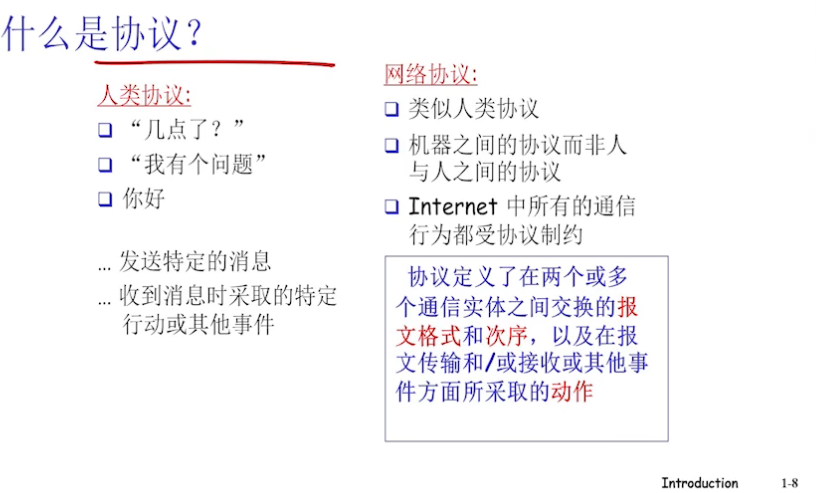 什么是协议？
人类协议:
“几点了？”
“我有个问题”
你好
… 发送特定的消息
… 收到消息时采取的特定
行动或其他事件
网络协议:
类似人类协议
机器之间的协议而非人
与人之间的协议
Internet 中所有的通信
行为都受协议制约
协议定义了在两个或多
个通信实体之间交换的报
文格式和次序，以及在报
文传输和/或接收或其他事
件方面所采取的动作
Introduction 1-8